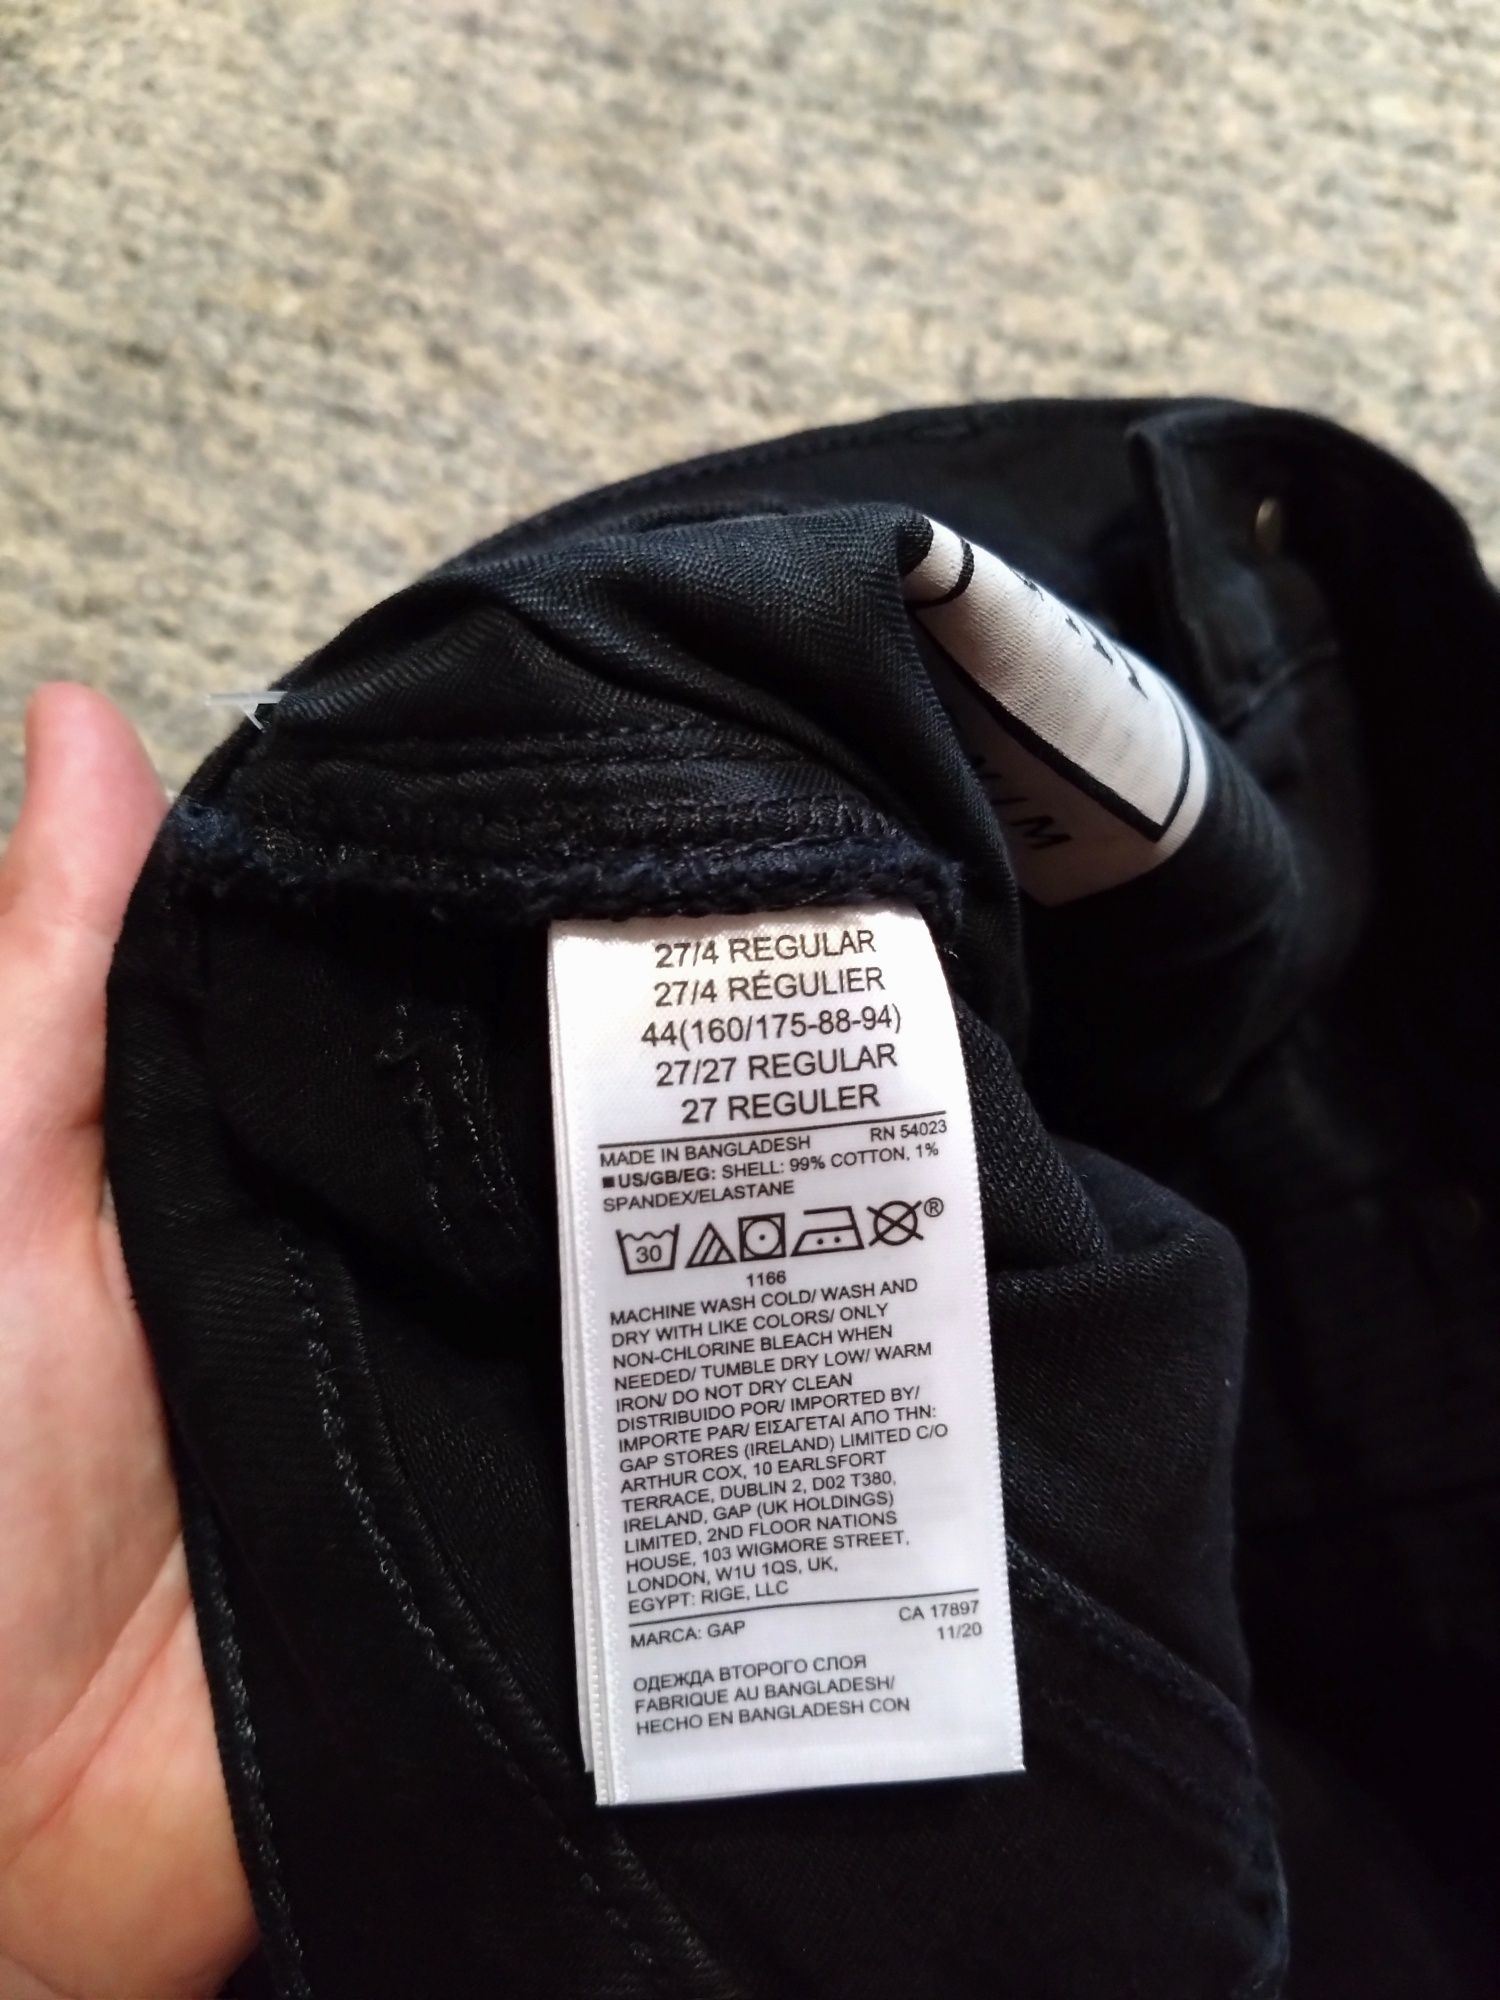 27/4 REGULAR
27/4 RÉGULIER
44(160/175-88-94)
27/27 REGULAR
27 REGULER
MADE IN BANGLADESH RN 54023
■US/GB/EG: SHELL: 99% COTTON, 1%
SPANDEX/ELASTANE
30 ®
1166
MACHINE WASH COLD/ WASH AND
DRY WITH LIKE COLORS/ ONLY
NON-CHLORINE BLEACH WHEN
NEEDED/ TUMBLE DRY LOW/ WARM
IRON/ DO NOT DRY CLEAN
DISTRIBUIDO POR/ IMPORTED BY/
IMPORTE PAR/ ΕΙΣΑΓΕΤΑΙ ΑΠΟ ΤΗΝ:
GAP STORES (IRELAND) LIMITED C/O
ARTHUR COX, 10 EARLSFORT
TERRACE, DUBLIN 2, D02 T380,
IRELAND, GAP (UK HOLDINGS)
LIMITED, 2ND FLOOR NATIONS
HOUSE, 103 WIGMORE STREET,
LONDON, W1U 1QS, UK,
EGYPT: RIGE, LLC
MARCA: GAP CA 17897
11/20
ОДЕЖДА ВТОРОГО СЛОЯ
FABRIQUE AU BANGLADESH/
HECHO EN BANGLADESH CON